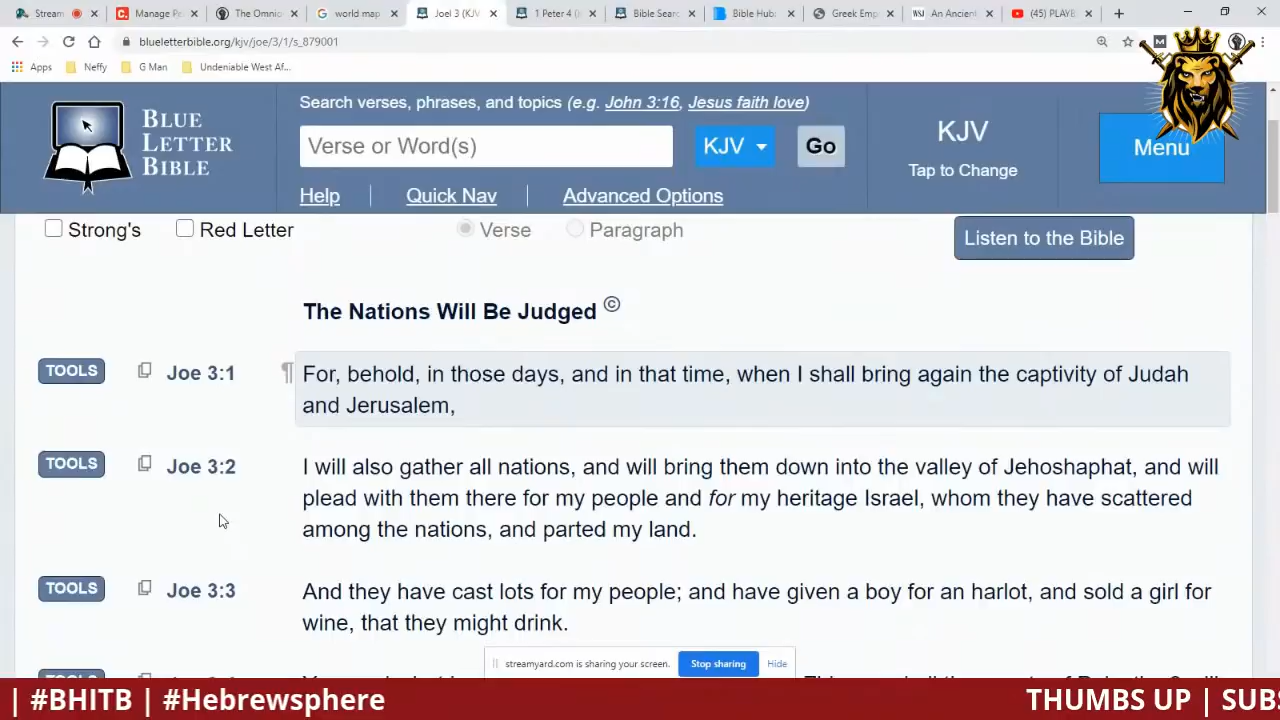 Stream
Manage Pe
The Omnio
world map
Joel 3 (KJV
1 Peter 4 (
Bible Sear
Bible Hub
Greek Emp
An Ancien
(45) PLAYB
blueletterbible.org/kjv/joe/3/1/s_879001
Apps
Neffy
G Man
Undeniable West Af...
BLUE
LETTER
BIBLE
Search verses, phrases, and topics (e.g. John 3:16, Jesus faith love)
Verse or Word(s)
KJV
Go
Help
Quick Nav
Advanced Options
KJV
Tap to Change
Menu
Strong's
Red Letter
Verse
Paragraph
Listen to the Bible
The Nations Will Be Judged ©
TOOLS
Joe 3:1
¶ For, behold, in those days, and in that time, when I shall bring again the captivity of Judah
and Jerusalem,
TOOLS
Joe 3:2
I will also gather all nations, and will bring them down into the valley of Jehoshaphat, and will
plead with them there for my people and for my heritage Israel, whom they have scattered
among the nations, and parted my land.
TOOLS
Joe 3:3
And they have cast lots for my people; and have given a boy for an harlot, and sold a girl for
wine, that they might drink.
streamyard.com is sharing your screen.
Stop sharing
Hide
| #BHITB | #Hebrewsphere
THUMBS UP | SUBS